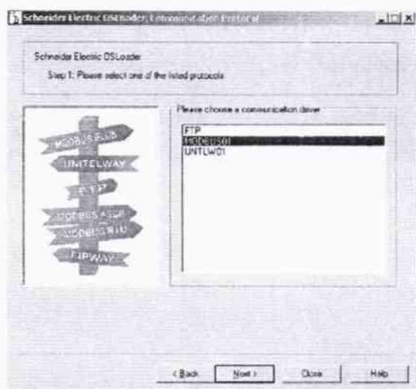 Schneider Electric OSLoader, Communication Protocol
Schneider Electric OSLoader
Step 1: Please select one of the listed protocols
Please choose a communication driver
FTP
MODBUS01
UNTLW01
MODBUS PLUS
UNITELWAY
FTP
MODBUS ASCII
MODBUS RTU
FIPWAY
< Back
Next >
Close
Help